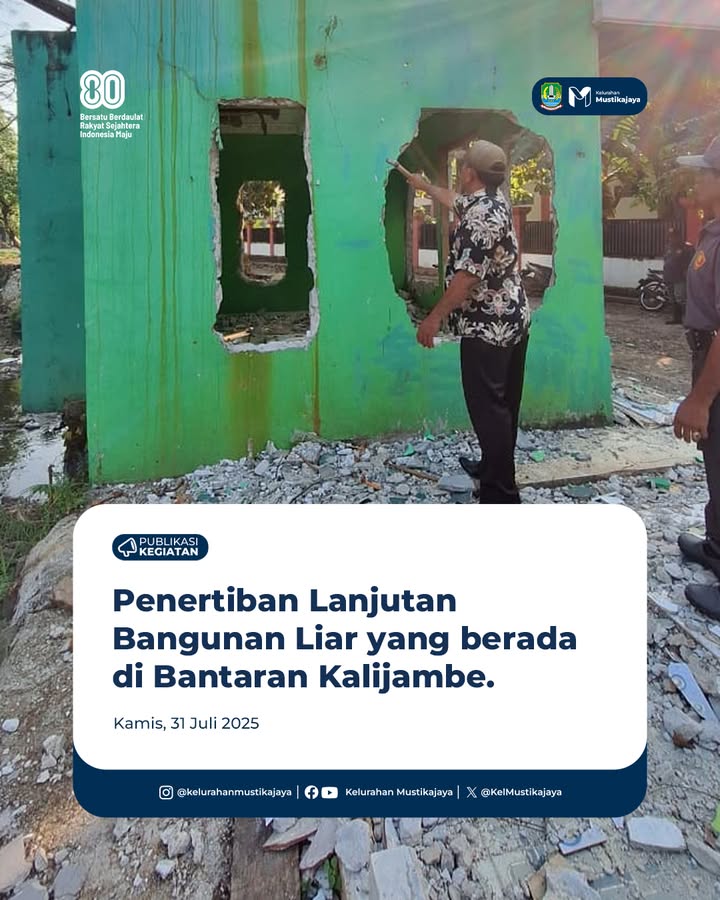 80
Bersatu Berdaulat
Rakyat Sejahtera
Indonesia Maju
Kelurahan
Mustikajaya
PUBLIKASI
KEGIATAN
Penertiban Lanjutan
Bangunan Liar yang berada
di Bantaran Kalijambe.
Kamis, 31 Juli 2025
@kelurahanmustikajaya | Kelurahan Mustikajaya | @KelMustikajaya